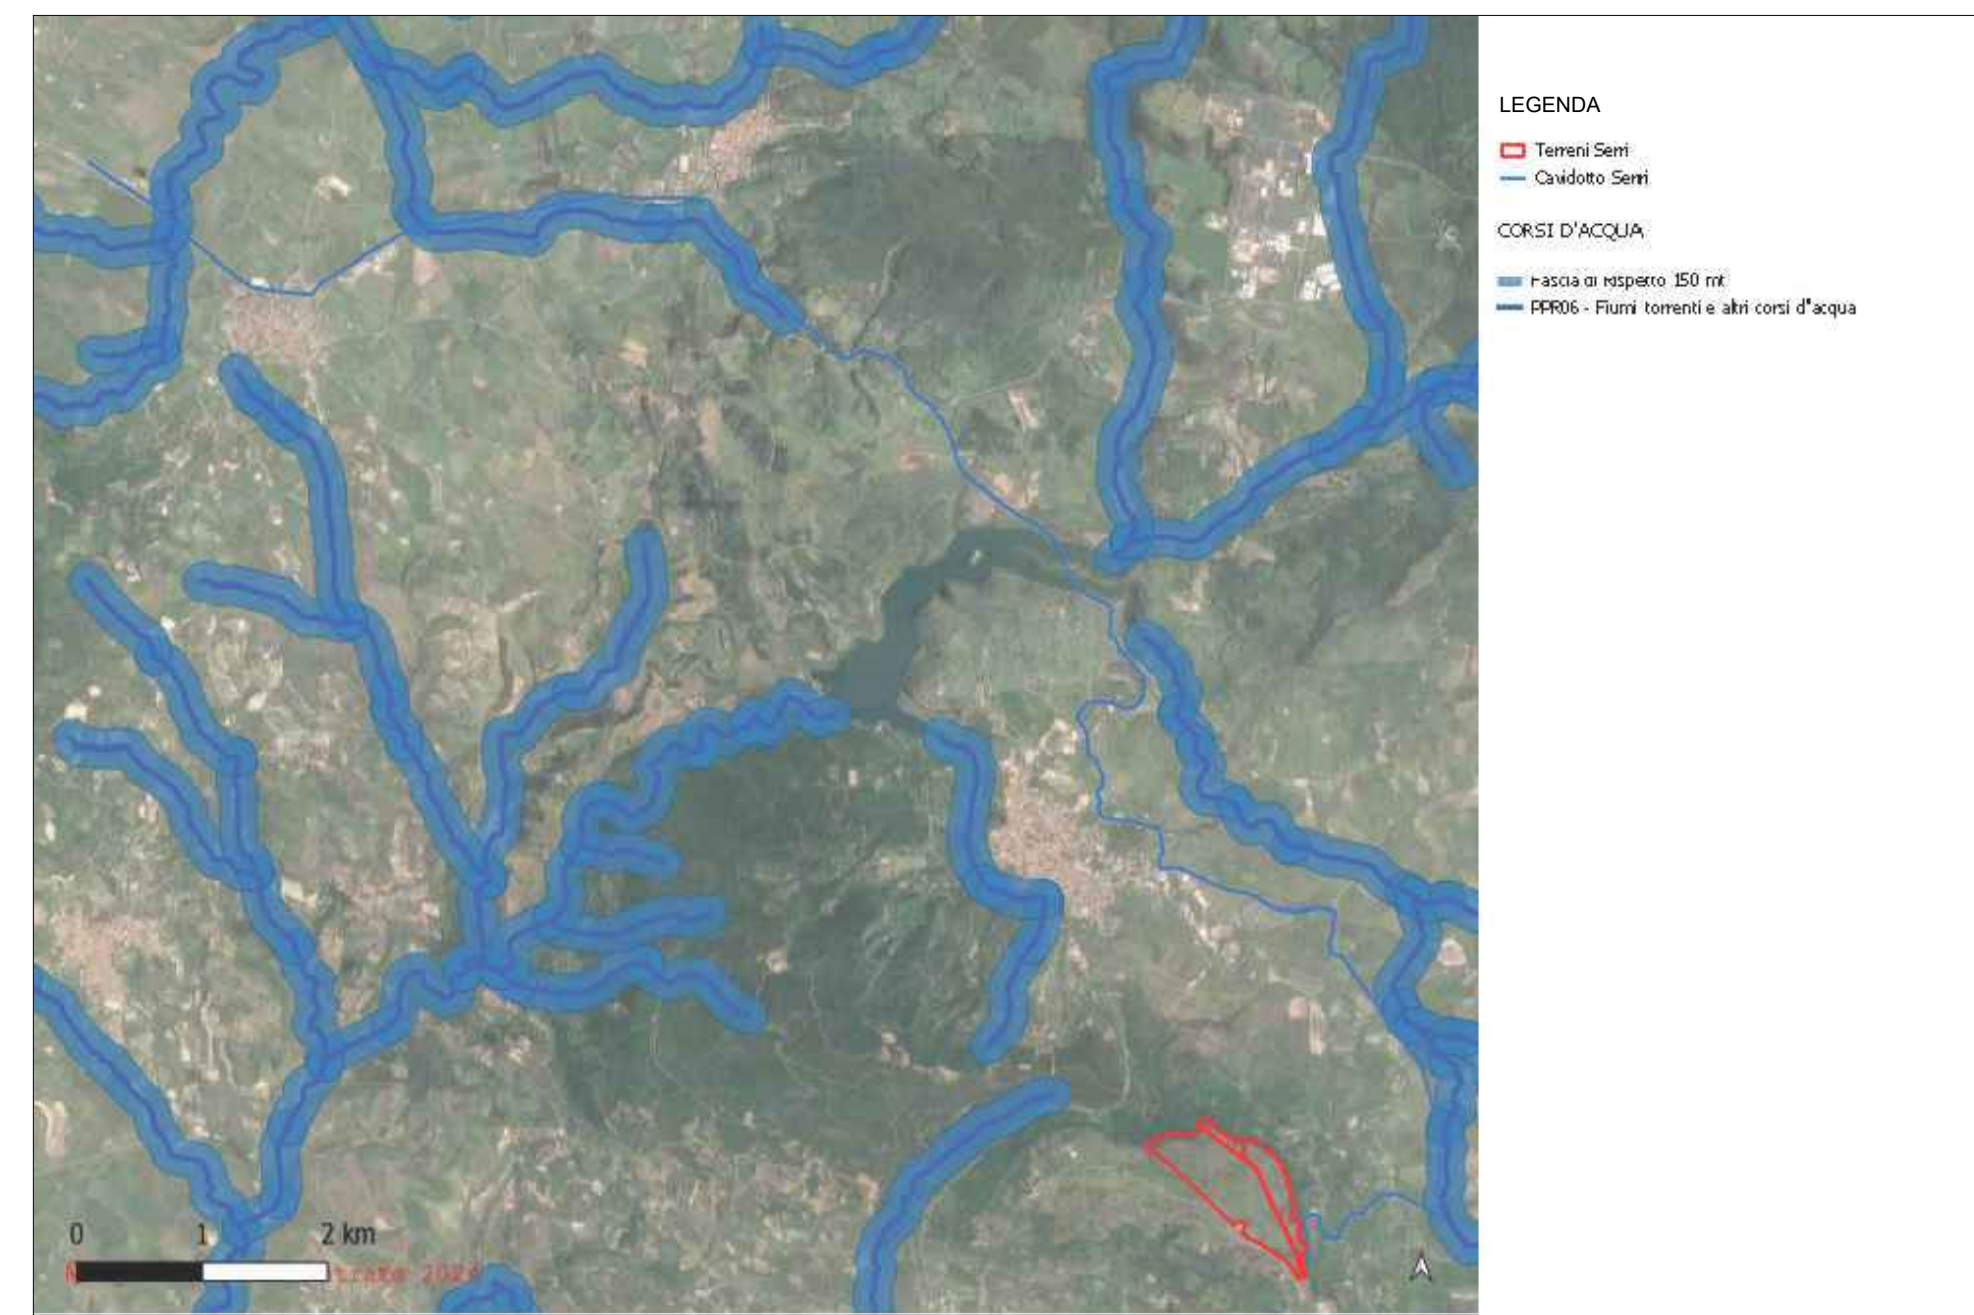 LEGENDA
Terreni Serri
Cavidotto Serri
CORSI D'ACQUA
Fascia di Rispetto 150 mt
PPR06 - Fiumi torrenti e altri corsi d'acqua
0 1 2 km